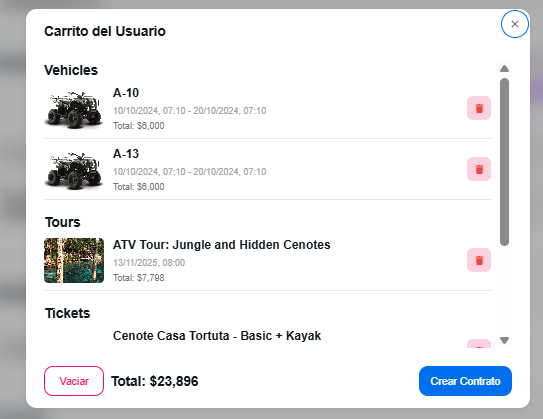 Carrito del Usuario
Vehicles
A-10
10/10/2024, 07:10 - 20/10/2024, 07:10
Total: $6,000
A-13
10/10/2024, 07:10 - 20/10/2024, 07:10
Total: $6,000
Tours
ATV Tour: Jungle and Hidden Cenotes
13/11/2025, 08:00
Total: $7,798
Tickets
Cenote Casa Tortuta - Basic + Kayak
Vaciar
Total: $23,896
Crear Contrato